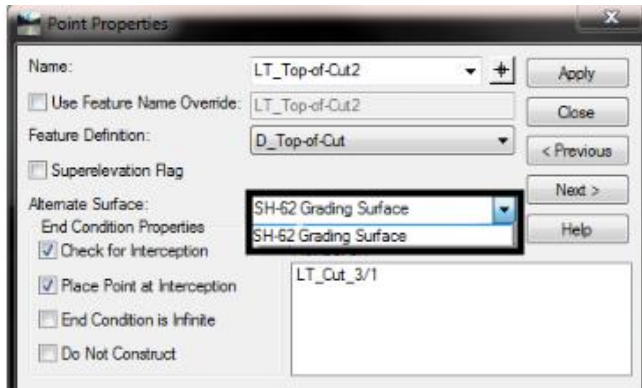 Point Properties
Name:
LT_Top-of-Cut2
Apply
Use Feature Name Override:
LT_Top-of-Cut2
Close
Feature Definition:
D_Top-of-Cut
< Previous
Superelevation Flag
Next >
Alternate Surface:
SH-62 Grading Surface
Help
End Condition Properties
SH-62 Grading Surface
Check for Interception
LT_Cut_3/1
Place Point at Interception
End Condition is Infinite
Do Not Construct